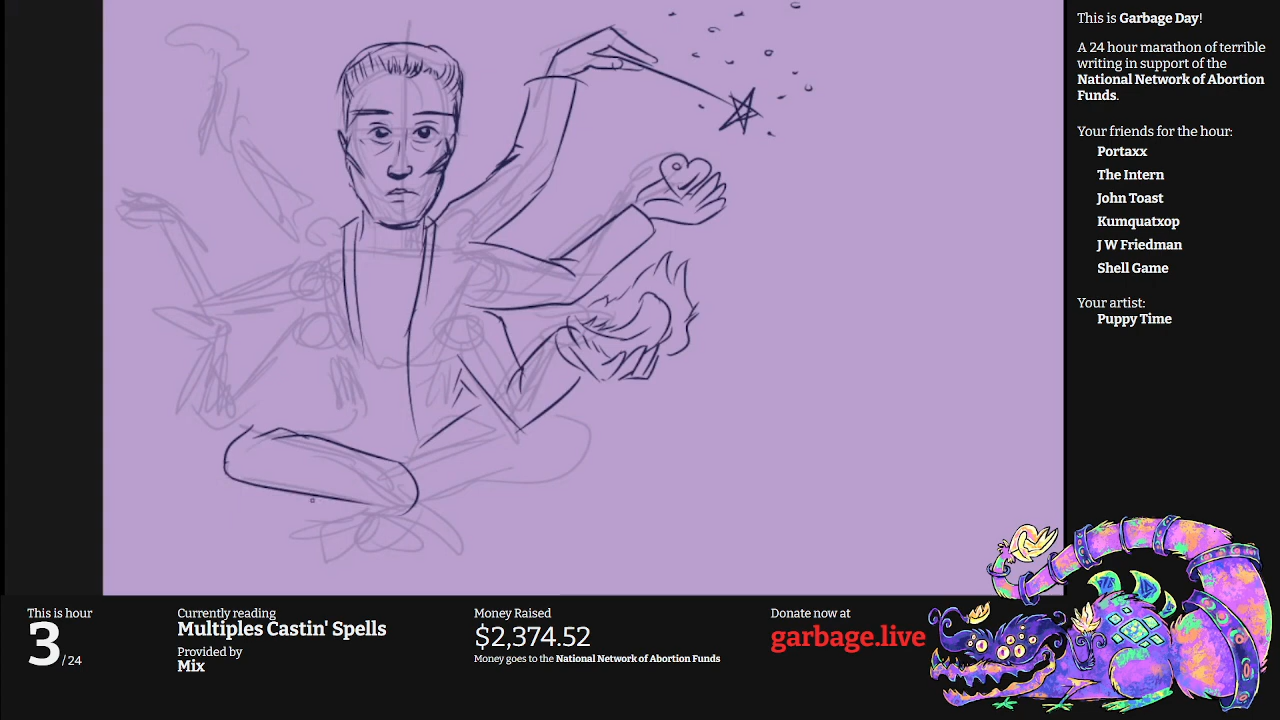 This is Garbage Day!
A 24 hour marathon of terrible
writing in support of the
National Network of Abortion
Funds.
Your friends for the hour:
Portaxx
The Intern
John Toast
Kumquatxop
J W Friedman
Shell Game
Your artist:
Puppy Time
This is hour
3/24
Currently reading
Multiples Castin' Spells
Provided by
Mix
Money Raised
$2,374.52
Money goes to the National Network of Abortion Funds
Donate now at
garbage.live